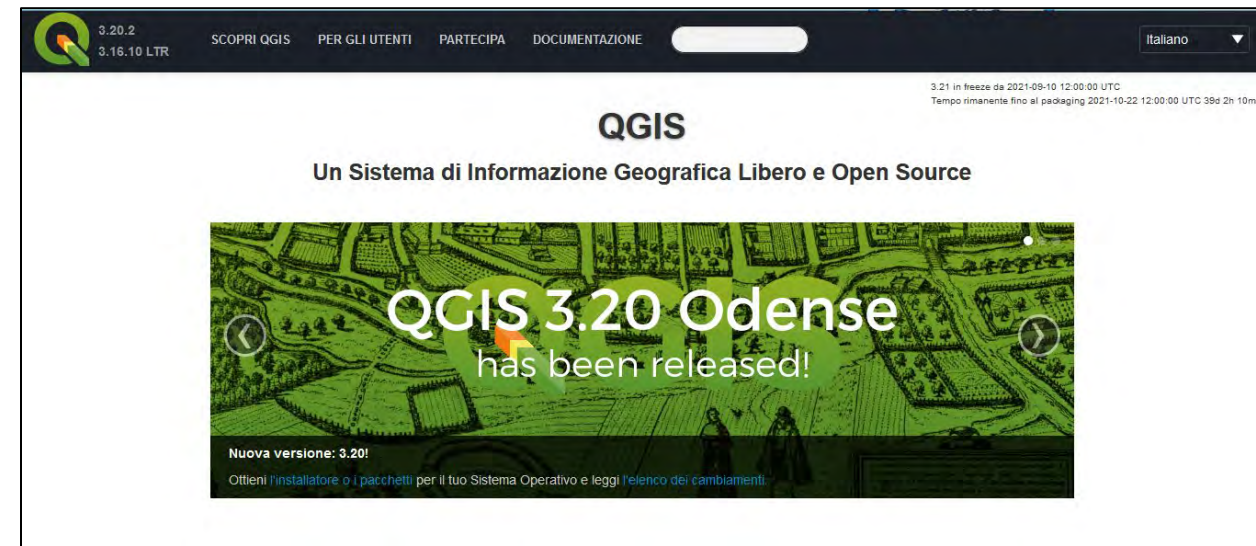 3.20.2
3.16.10 LTR
SCOPRI QGIS PER GLI UTENTI PARTECIPA DOCUMENTAZIONE
Italiano
3.21 in freeze da 2021-09-10 12:00:00 UTC
Tempo rimanente fino al packaging 2021-10-22 12:00:00 UTC 39d 2h 10m
QGIS
Un Sistema di Informazione Geografica Libero e Open Source
QGIS 3.20 Odense
has been released!
Nuova versione: 3.20!
Ottieni l'installatore o i pacchetti per il tuo Sistema Operativo e leggi l'elenco dei cambiamenti.